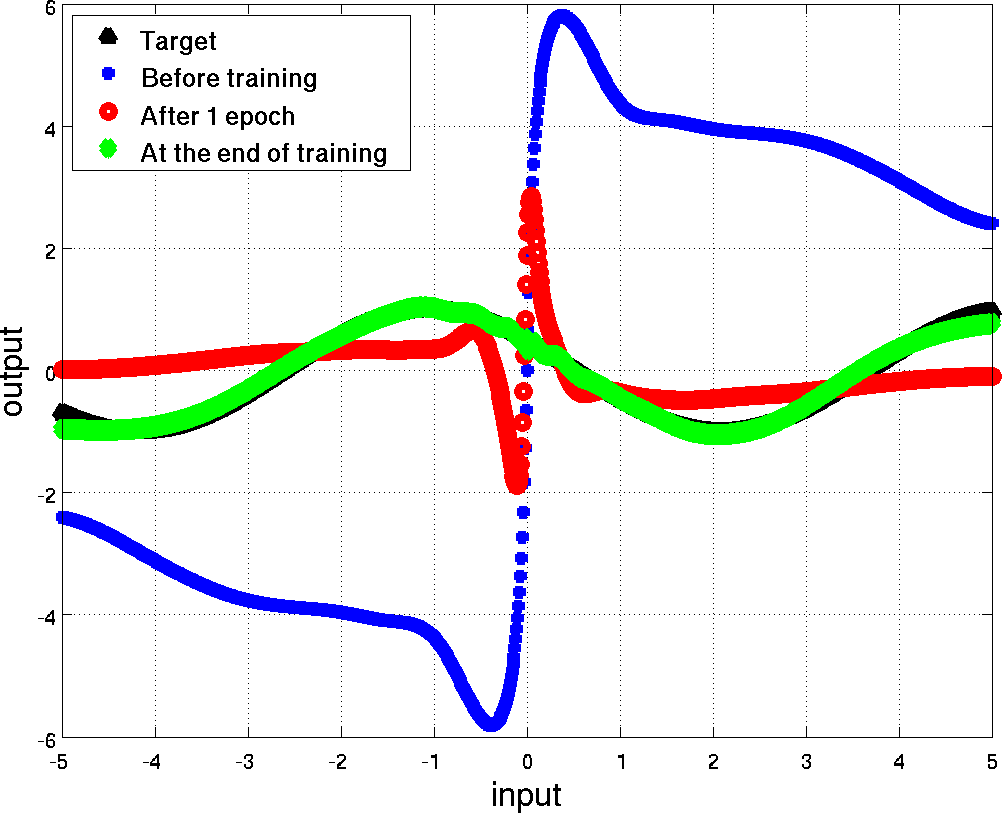 6
4
2
0
-2
-4
-6
output
Target
Before training
After 1 epoch
At the end of training
-5 -4 -3 -2 -1 0 1 2 3 4 5
input